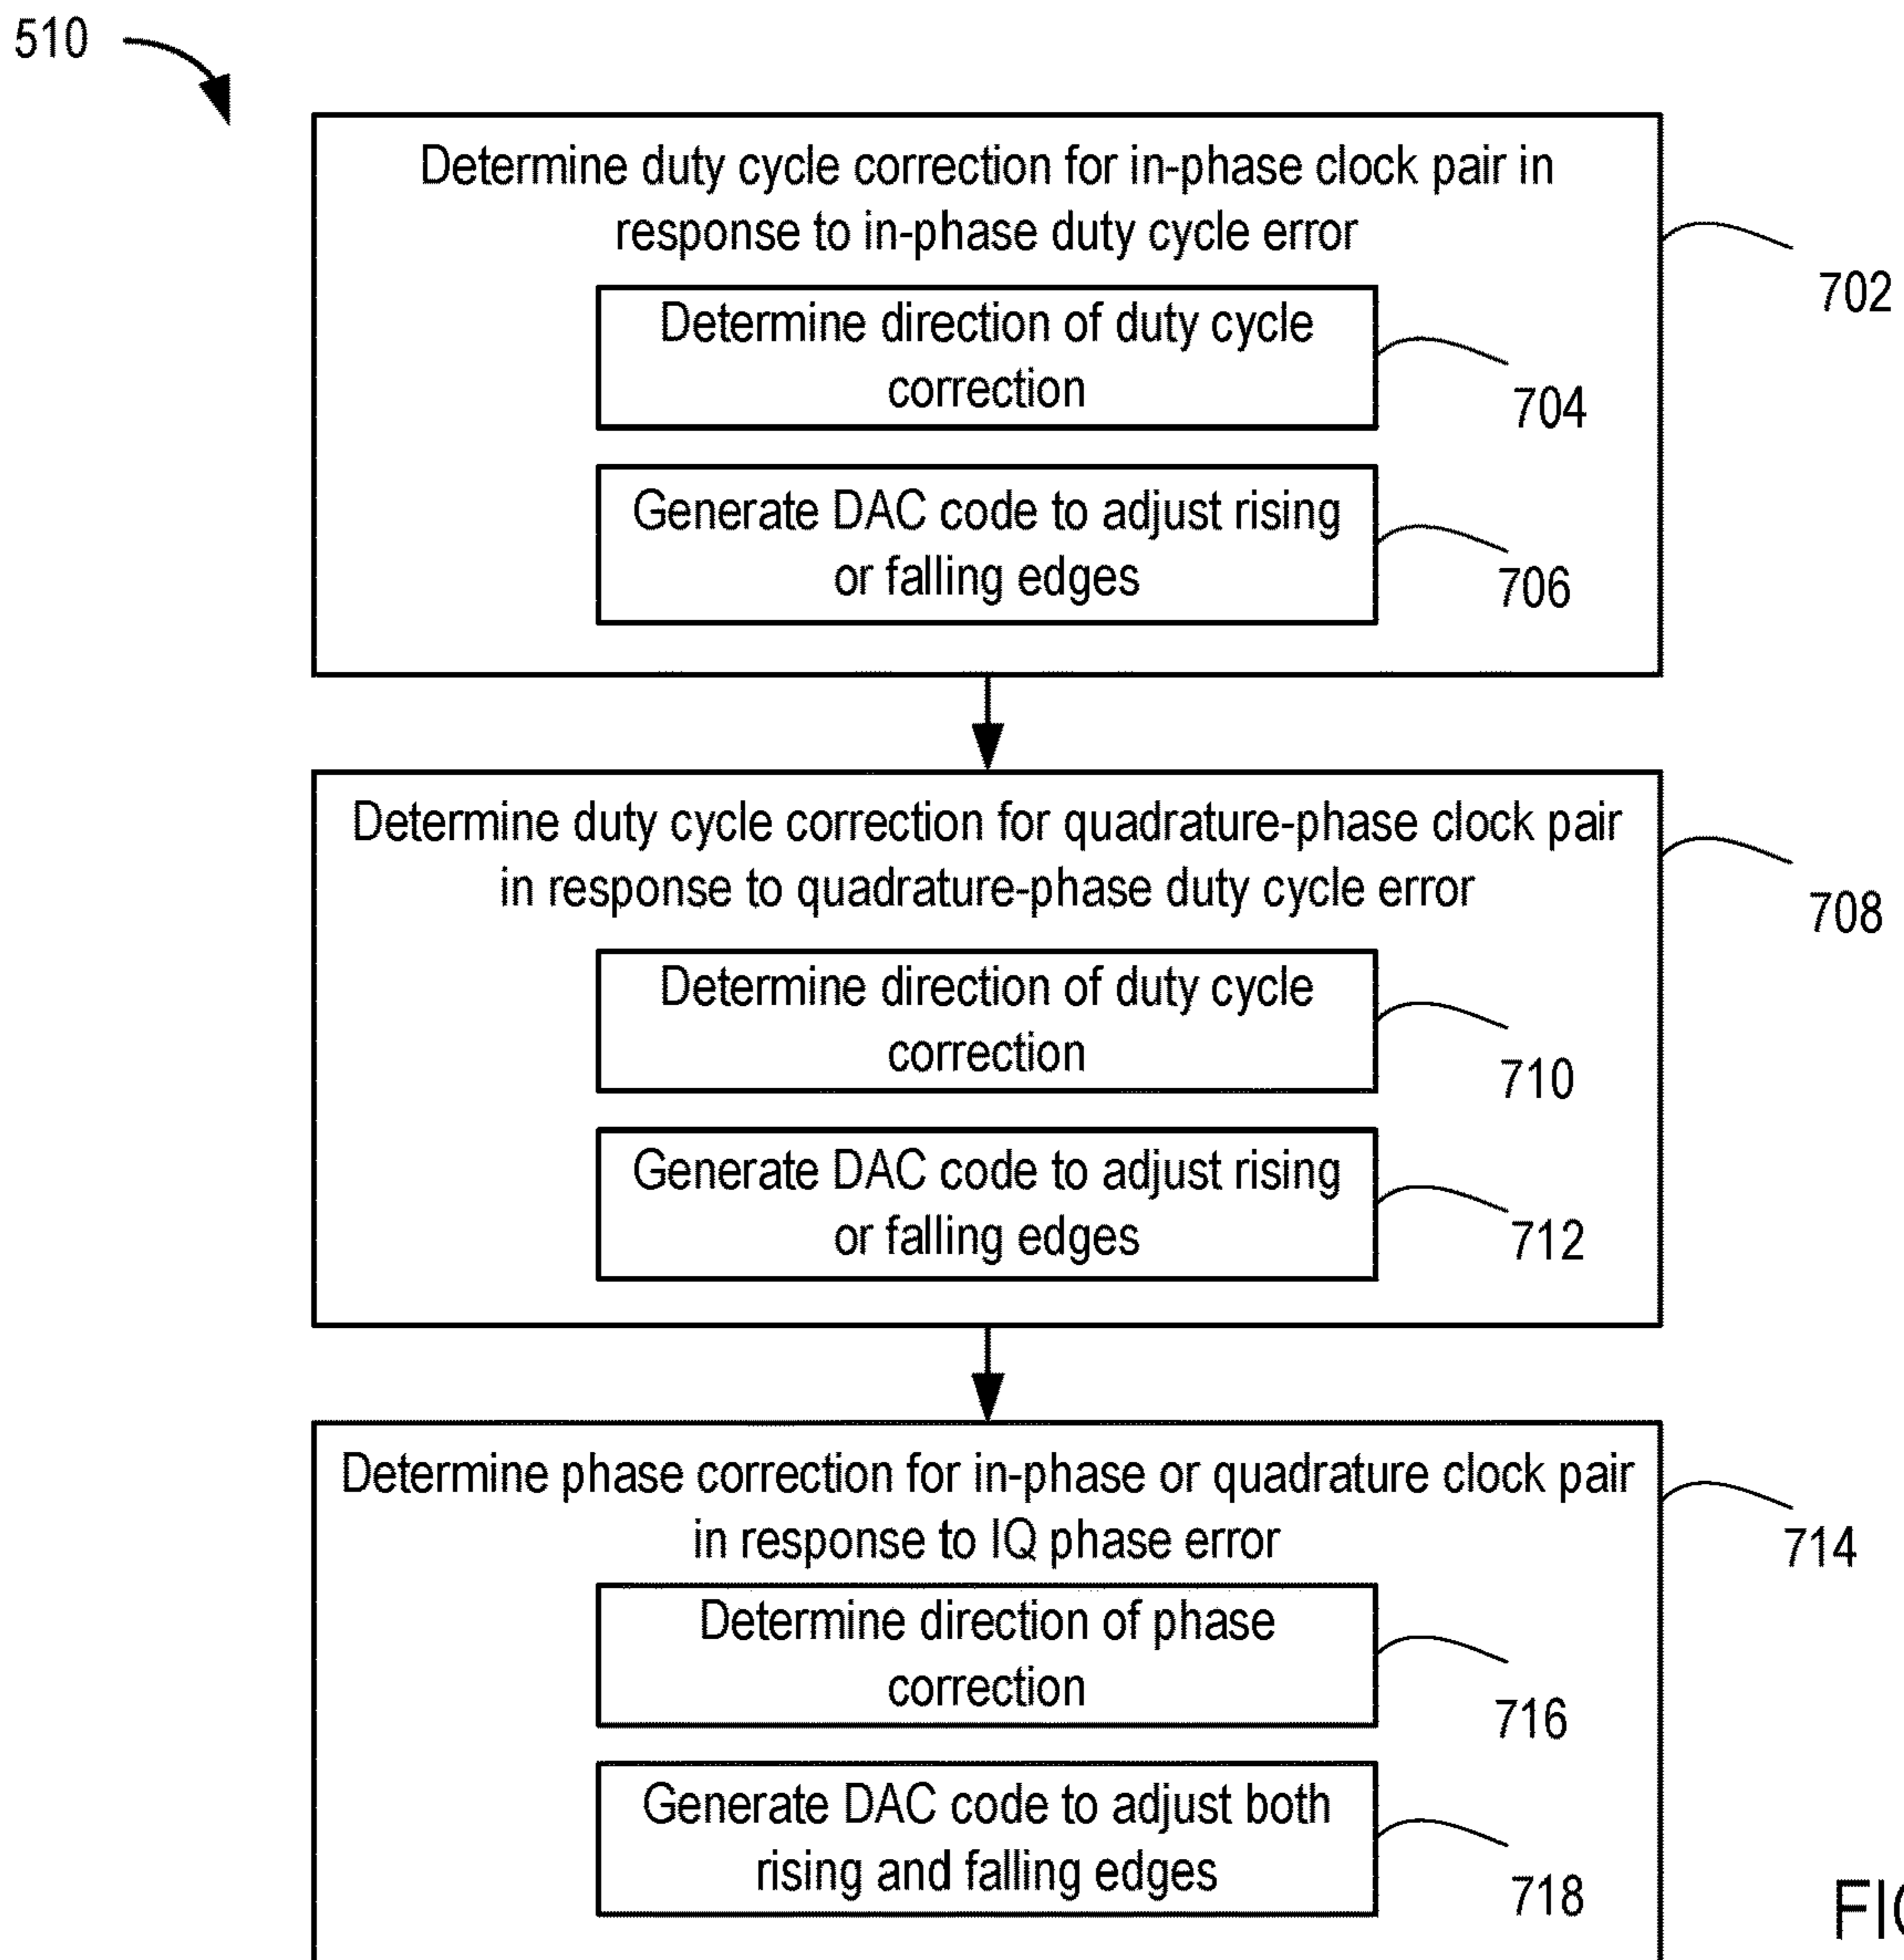 510
Determine duty cycle correction for in-phase clock pair in
response to in-phase duty cycle error
702
Determine direction of duty cycle
correction
704
Generate DAC code to adjust rising
or falling edges
706
Determine duty cycle correction for quadrature-phase clock pair
in response to quadrature-phase duty cycle error
708
Determine direction of duty cycle
correction
710
Generate DAC code to adjust rising
or falling edges
712
Determine phase correction for in-phase or quadrature clock pair
in response to IQ phase error
714
Determine direction of phase
correction
716
Generate DAC code to adjust both
rising and falling edges
718